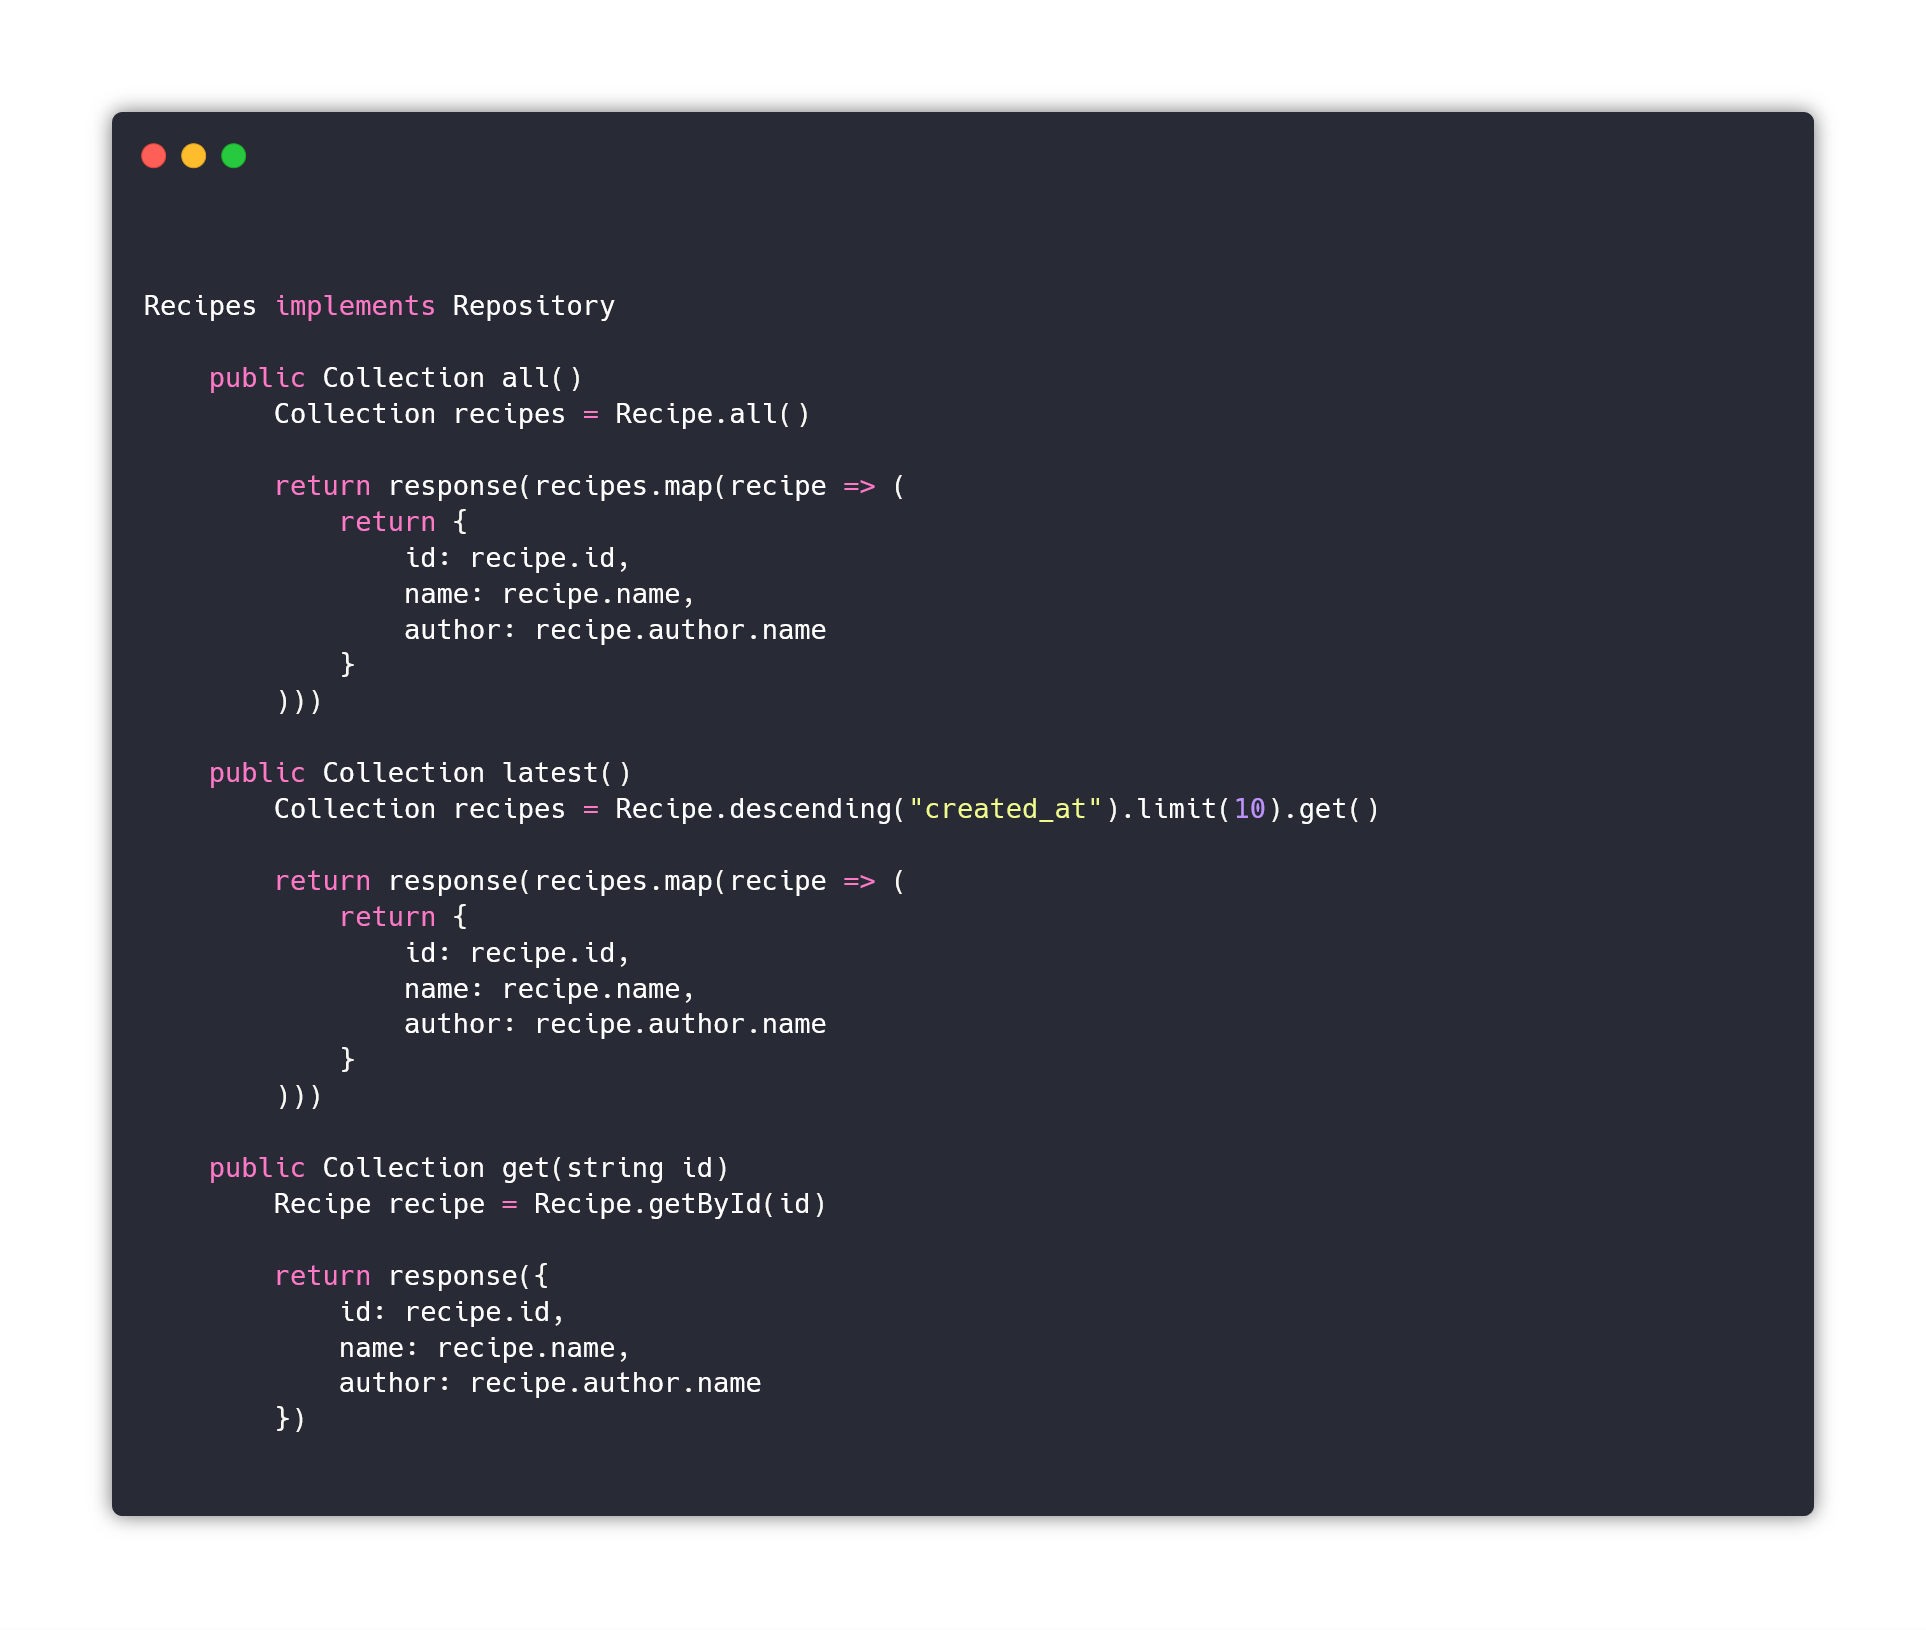 Recipes implements Repository

    public Collection all()
        Collection recipes = Recipe.all()

        return response(recipes.map(recipe => (
            return {
                id: recipe.id,
                name: recipe.name,
                author: recipe.author.name
            }
        )))

    public Collection latest()
        Collection recipes = Recipe.descending("created_at").limit(10).get()

        return response(recipes.map(recipe => (
            return {
                id: recipe.id,
                name: recipe.name,
                author: recipe.author.name
            }
        )))

    public Collection get(string id)
        Recipe recipe = Recipe.getById(id)

        return response({
            id: recipe.id,
            name: recipe.name,
            author: recipe.author.name
        })